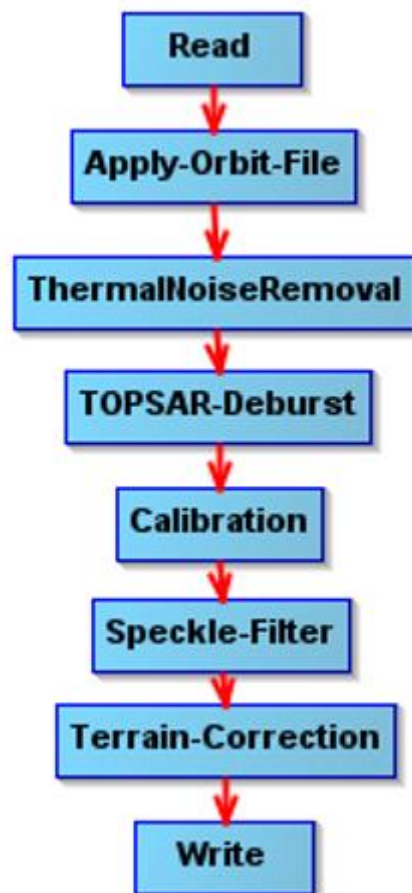 Read
Apply-Orbit-File
ThermalNoiseRemoval
TOPSAR-Deburst
Calibration
Speckle-Filter
Terrain-Correction
Write